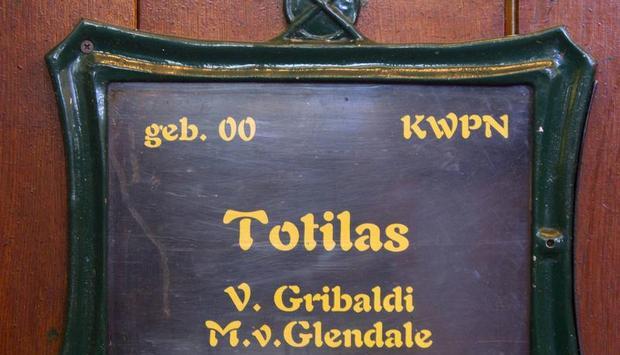 geb. 00 KWPN
Totilas
V. Gribaldi
M.v.Glendale